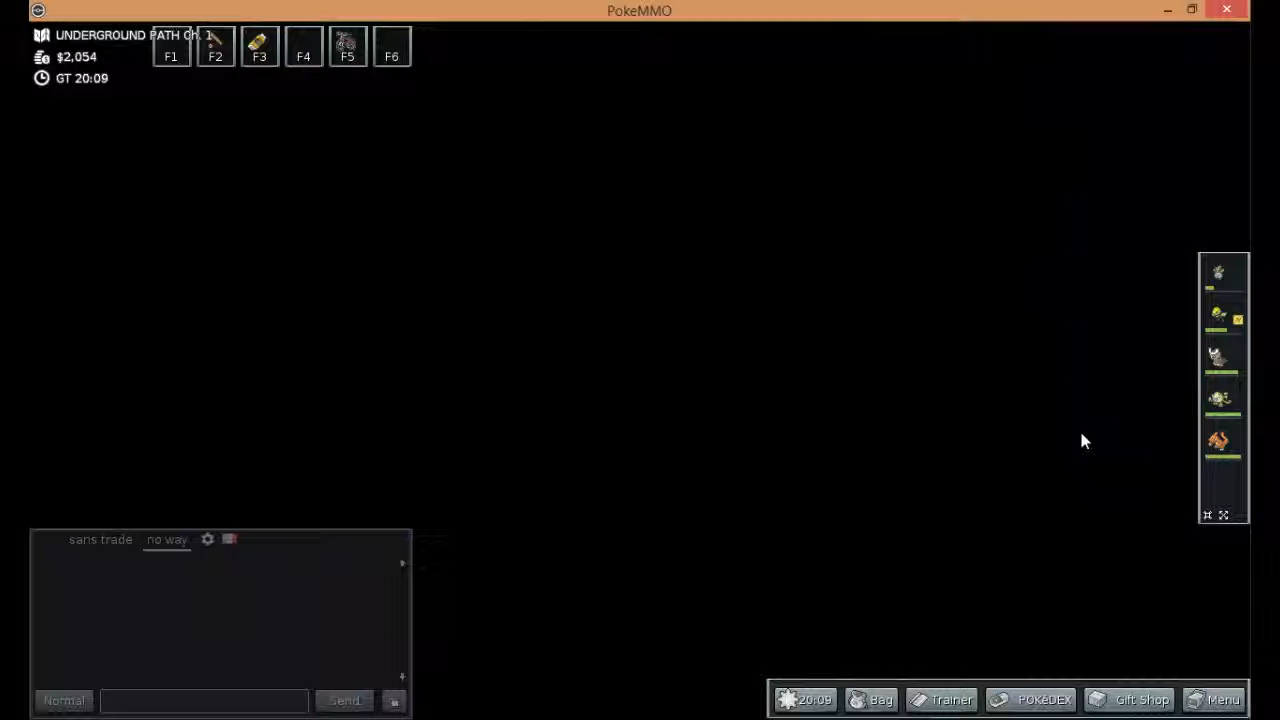 PokeMMO
UNDERGROUND PATH Ch. 1
$2,054
GT 20:09
F1 F2 F3 F4 F5 F6
sans trade no way
Normal Send
20:09 Bag Trainer POKéDEX Gift Shop Menu